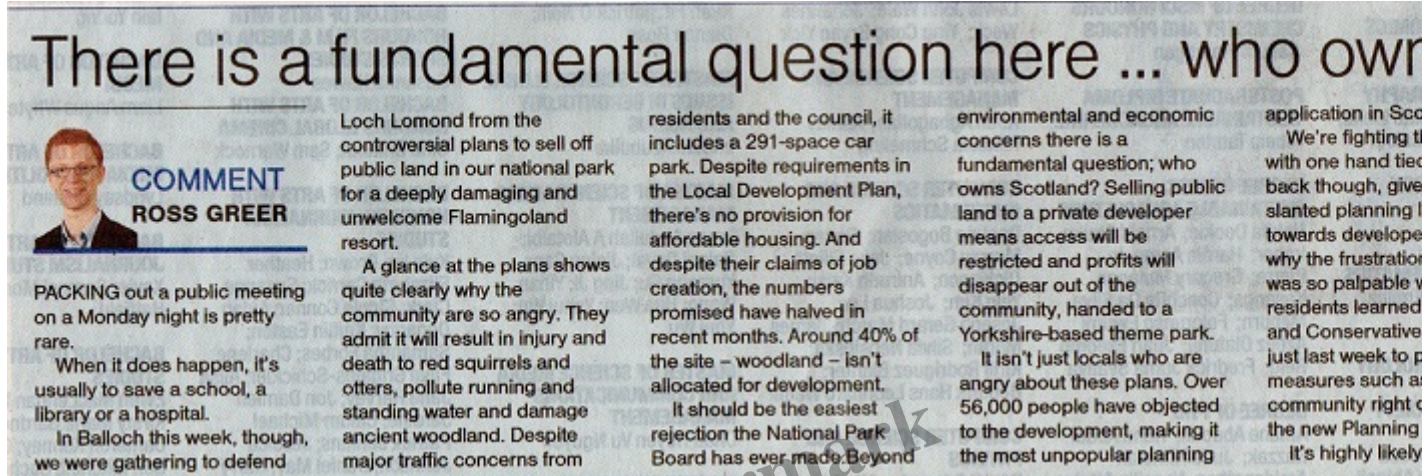 There is a fundamental question here ... who own
COMMENT
ROSS GREER
PACKING out a public meeting
on a Monday night is pretty
rare.
When it does happen, it's
usually to save a school, a
library or a hospital.
In Balloch this week, though,
we were gathering to defend
Loch Lomond from the
controversial plans to sell off
public land in our national park
for a deeply damaging and
unwelcome Flamingoland
resort.
A glance at the plans shows
quite clearly why the
community are so angry. They
admit it will result in injury and
death to red squirrels and
otters, pollute running and
standing water and damage
ancient woodland. Despite
major traffic concerns from
residents and the council, it
includes a 291-space car
park. Despite requirements in
the Local Development Plan,
there's no provision for
affordable housing. And
despite their claims of job
creation, the numbers
promised have halved in
recent months. Around 40% of
the site – woodland – isn't
allocated for development.
It should be the easiest
rejection the National Park
Board has ever made.Beyond
environmental and economic
concerns there is a
fundamental question; who
owns Scotland? Selling public
land to a private developer
means access will be
restricted and profits will
disappear out of the
community, handed to a
Yorkshire-based theme park.
It isn't just locals who are
angry about these plans. Over
56,000 people have objected
to the development, making it
the most unpopular planning
application in Sco
We're fighting t
with one hand tied
back though, give
slanted planning
towards develope
why the frustration
was so palpable
residents learned
and Conservative
just last week to p
measures such a
community right
the new Planning
It's highly likely